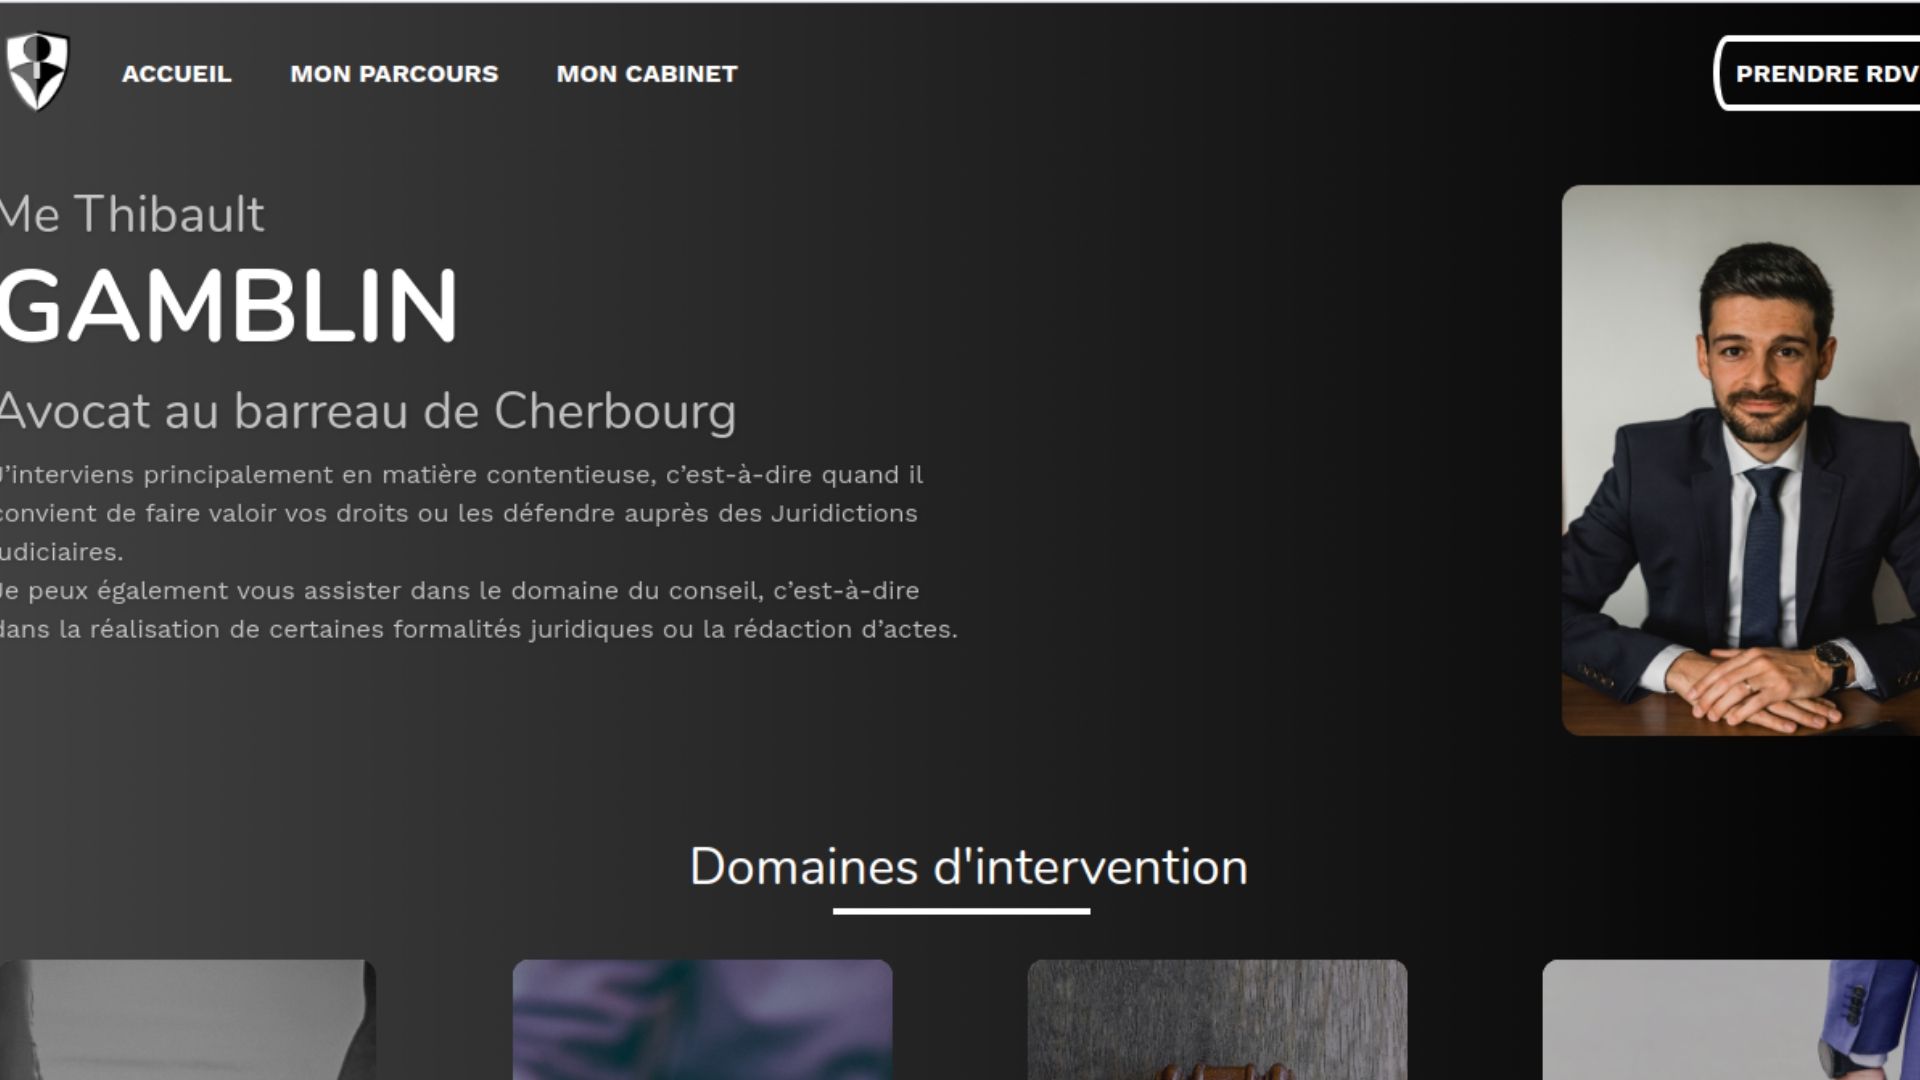 ACCUEIL MON PARCOURS MON CABINET PRENDRE RDV
Me Thibault
GAMBLIN
Avocat au barreau de Cherbourg
J’interviens principalement en matière contentieuse, c’est-à-dire quand il
convient de faire valoir vos droits ou les défendre auprès des Juridictions
judiciaires.
Je peux également vous assister dans le domaine du conseil, c’est-à-dire
dans la réalisation de certaines formalités juridiques ou la rédaction d’actes.
Domaines d'intervention